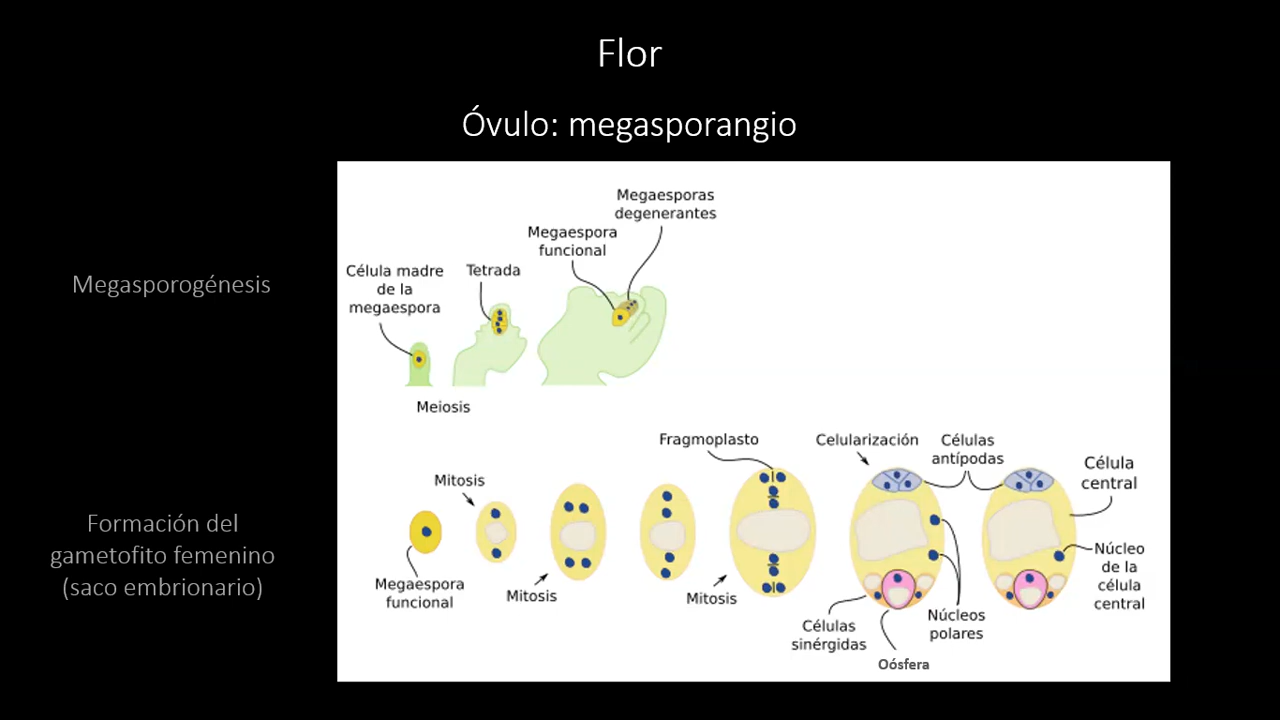 Flor
Óvulo: megasporangio
Megasporogénesis
Megaesporas
degenerantes
Megaespora
funcional
Célula madre
de la
megaespora
Tetrada
Meiosis
Formación del
gametofito femenino
(saco embrionario)
Fragmoplasto
Celularización
Células
antípodas
Célula
central
Mitosis
Megaespora
funcional
Mitosis
Mitosis
Células
sinérgidas
Oósfera
Núcleos
polares
Núcleo
de la
célula
central